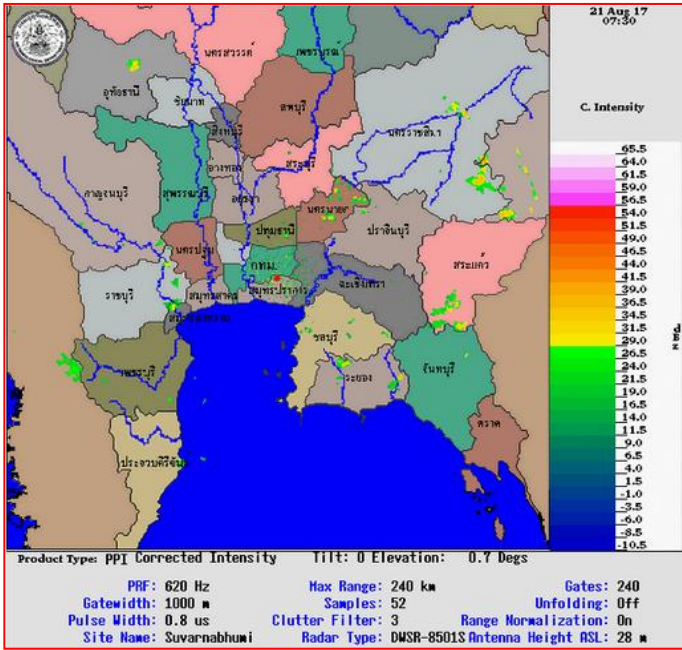 21 Aug 17
07:30
C. Intensity
65.5
64.0
61.5
59.0
56.5
54.0
49.0
44.0
41.5
39.0
36.5
34.0
31.5
29.0
26.5
24.0
21.5
19.0
16.5
14.0
11.5
9.0
6.5
4.0
1.5
-1.0
-3.5
-6.0
-8.5
-10.5
นครสวรรค์
เพชรบูรณ์
อุทัยธานี
ชัยนาท
ลพบุรี
สิงห์บุรี
นครราชสีมา
อ่างทอง
สระบุรี
กาญจนบุรี
สุพรรณบุรี
อยุธยา
นครนายก
ปราจีนบุรี
ปทุมธานี
นครปฐม
กทม.
สระแก้ว
ราชบุรี
สมุทรสาคร
สมุทรปราการ
ฉะเชิงเทรา
สมุทรสงคราม
ชลบุรี
เพชรบุรี
ระยอง
จันทบุรี
ตราด
ประจวบคีรีขันธ์
Product Type: PPI Corrected Intensity Tilt: 0 Elevation: 0.7 Degs
PRF: 620 Hz Max Range: 240 km Gates: 240
Gatewidth: 1000 m Samples: 52 Unfolding: Off
Pulse Width: 0.8 us Clutter Filter: 3 Range Normalization: On
Site Name: Suvarnabhumi Radar Type: DWSR-8501S Antenna Height ASL: 28 m